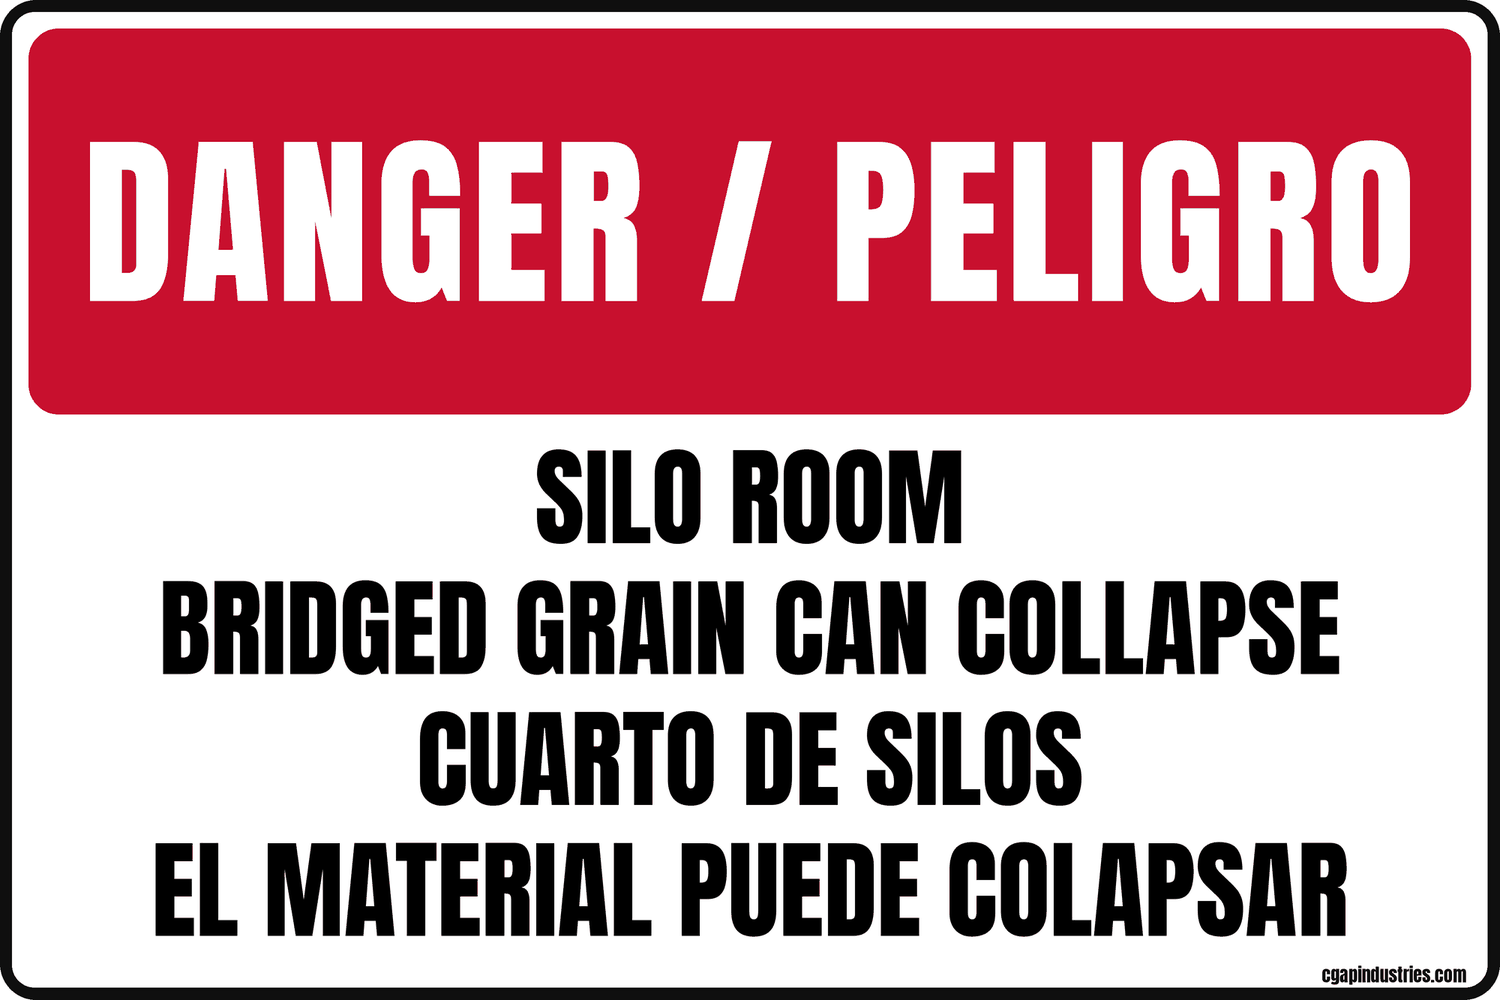 DANGER / PELIGRO
SILO ROOM
BRIDGED GRAIN CAN COLLAPSE
CUARTO DE SILOS
EL MATERIAL PUEDE COLAPSAR
cgapindustries.com